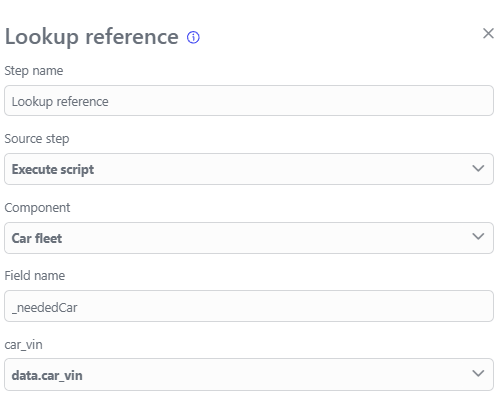 Lookup reference
Step name
Lookup reference
Source step
Execute script
Component
Car fleet
Field name
_neededCar
car_vin
data.car_vin